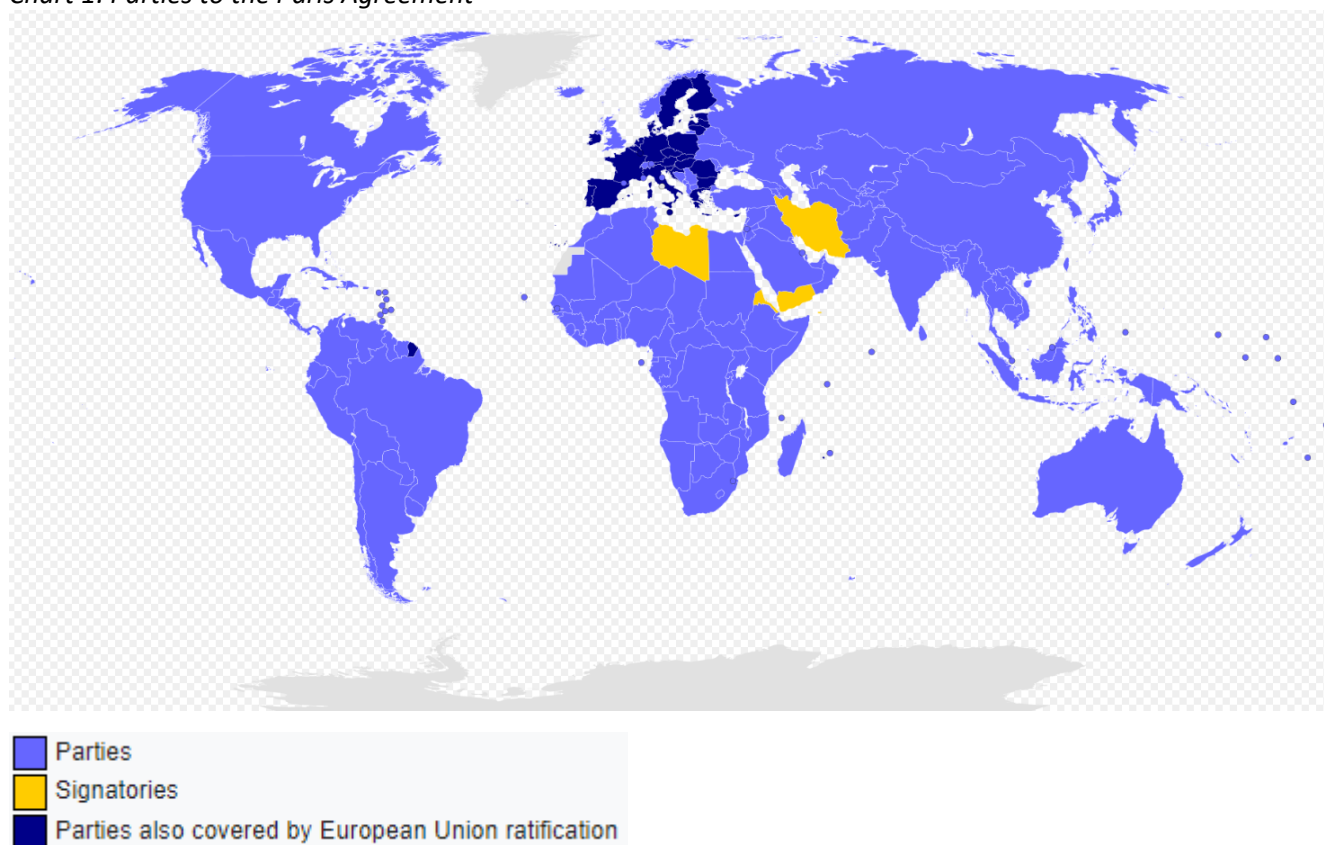 Chart 1: Parties to the Paris Agreement
Parties
Signatories
Parties also covered by European Union ratification